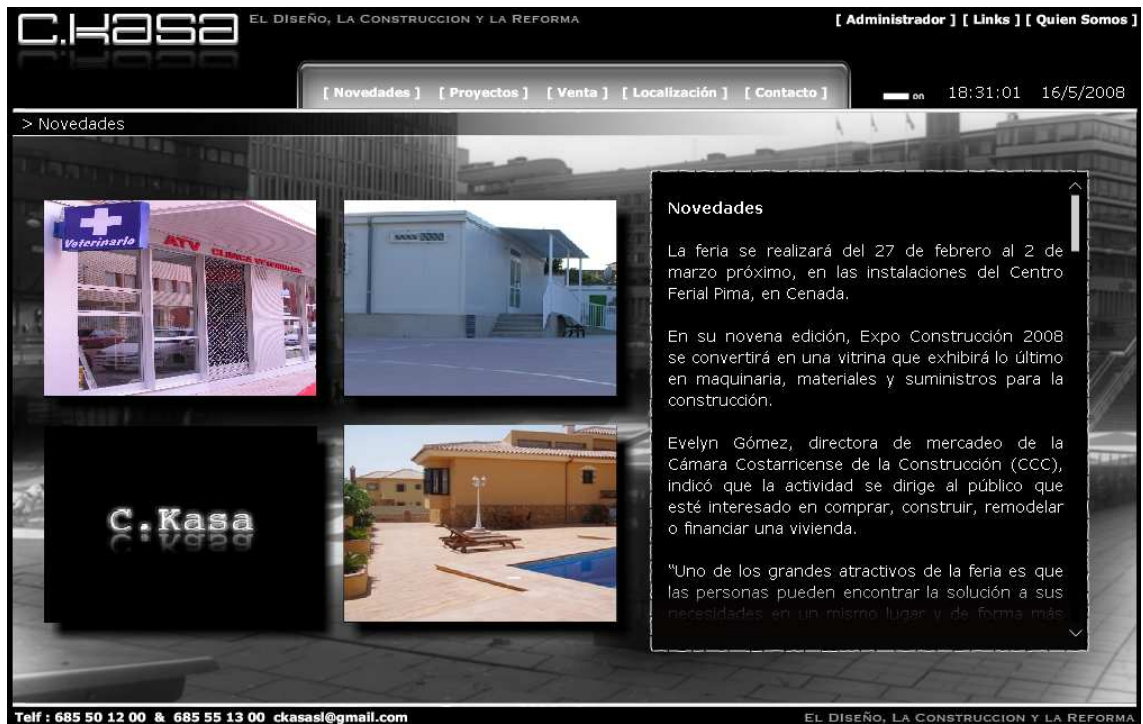 C.Kasa
EL DISEÑO, LA CONSTRUCCION Y LA REFORMA
[ Administrador ] [ Links ] [ Quien Somos ]
[ Novedades ] [ Proyectos ] [ Venta ] [ Localización ] [ Contacto ]
on 18:31:01 16/5/2008
> Novedades
Veterinario
ATV CLINICA VETERINARIA
C.Kasa
Novedades
La feria se realizará del 27 de febrero al 2 de
marzo próximo, en las instalaciones del Centro
Ferial Pima, en Cenada.
En su novena edición, Expo Construcción 2008
se convertirá en una vitrina que exhibirá lo último
en maquinaria, materiales y suministros para la
construcción.
Evelyn Gómez, directora de mercadeo de la
Cámara Costarricense de la Construcción (CCC),
indicó que la actividad se dirige al público que
esté interesado en comprar, construir, remodelar
o financiar una vivienda.
"Uno de los grandes atractivos de la feria es que
las personas pueden encontrar la solución a sus
necesidades en un mismo lugar y de forma más
Telf : 685 50 12 00 & 685 55 13 00 ckasasl@gmail.com
EL DISEÑO, LA CONSTRUCCION Y LA REFORMA